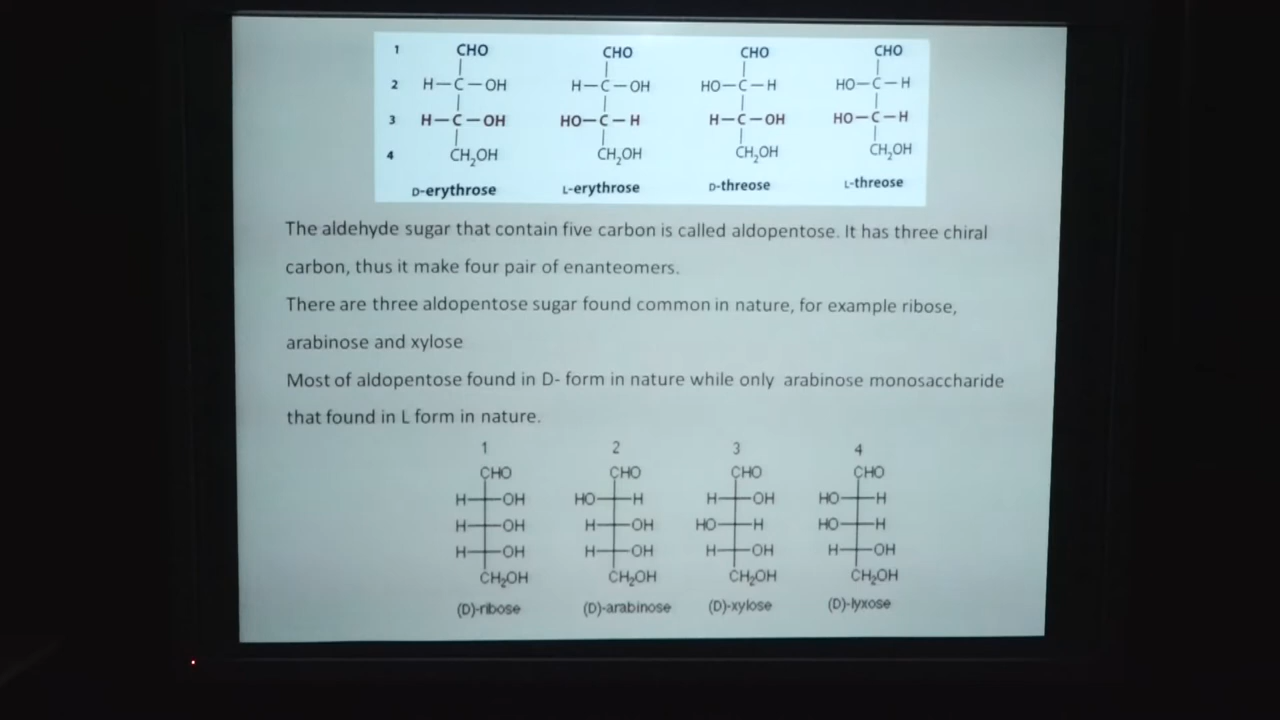 1 CHO CHO CHO CHO
2 H—C—OH H—C—OH HO—C—H HO—C—H
3 H—C—OH HO—C—H H—C—OH HO—C—H
4 CH₂OH CH₂OH CH₂OH CH₂OH
D-erythrose L-erythrose D-threose L-threose
The aldehyde sugar that contain five carbon is called aldopentose. It has three chiral
carbon, thus it make four pair of enanteomers.
There are three aldopentose sugar found common in nature, for example ribose,
arabinose and xylose
Most of aldopentose found in D- form in nature while only arabinose monosaccharide
that found in L form in nature.
1 2 3 4
CHO CHO CHO CHO
H OH HO H H OH HO H
H OH H OH HO H HO H
H OH H OH H OH H OH
CH₂OH CH₂OH CH₂OH CH₂OH
(D)-ribose (D)-arabinose (D)-xylose (D)-lyxose